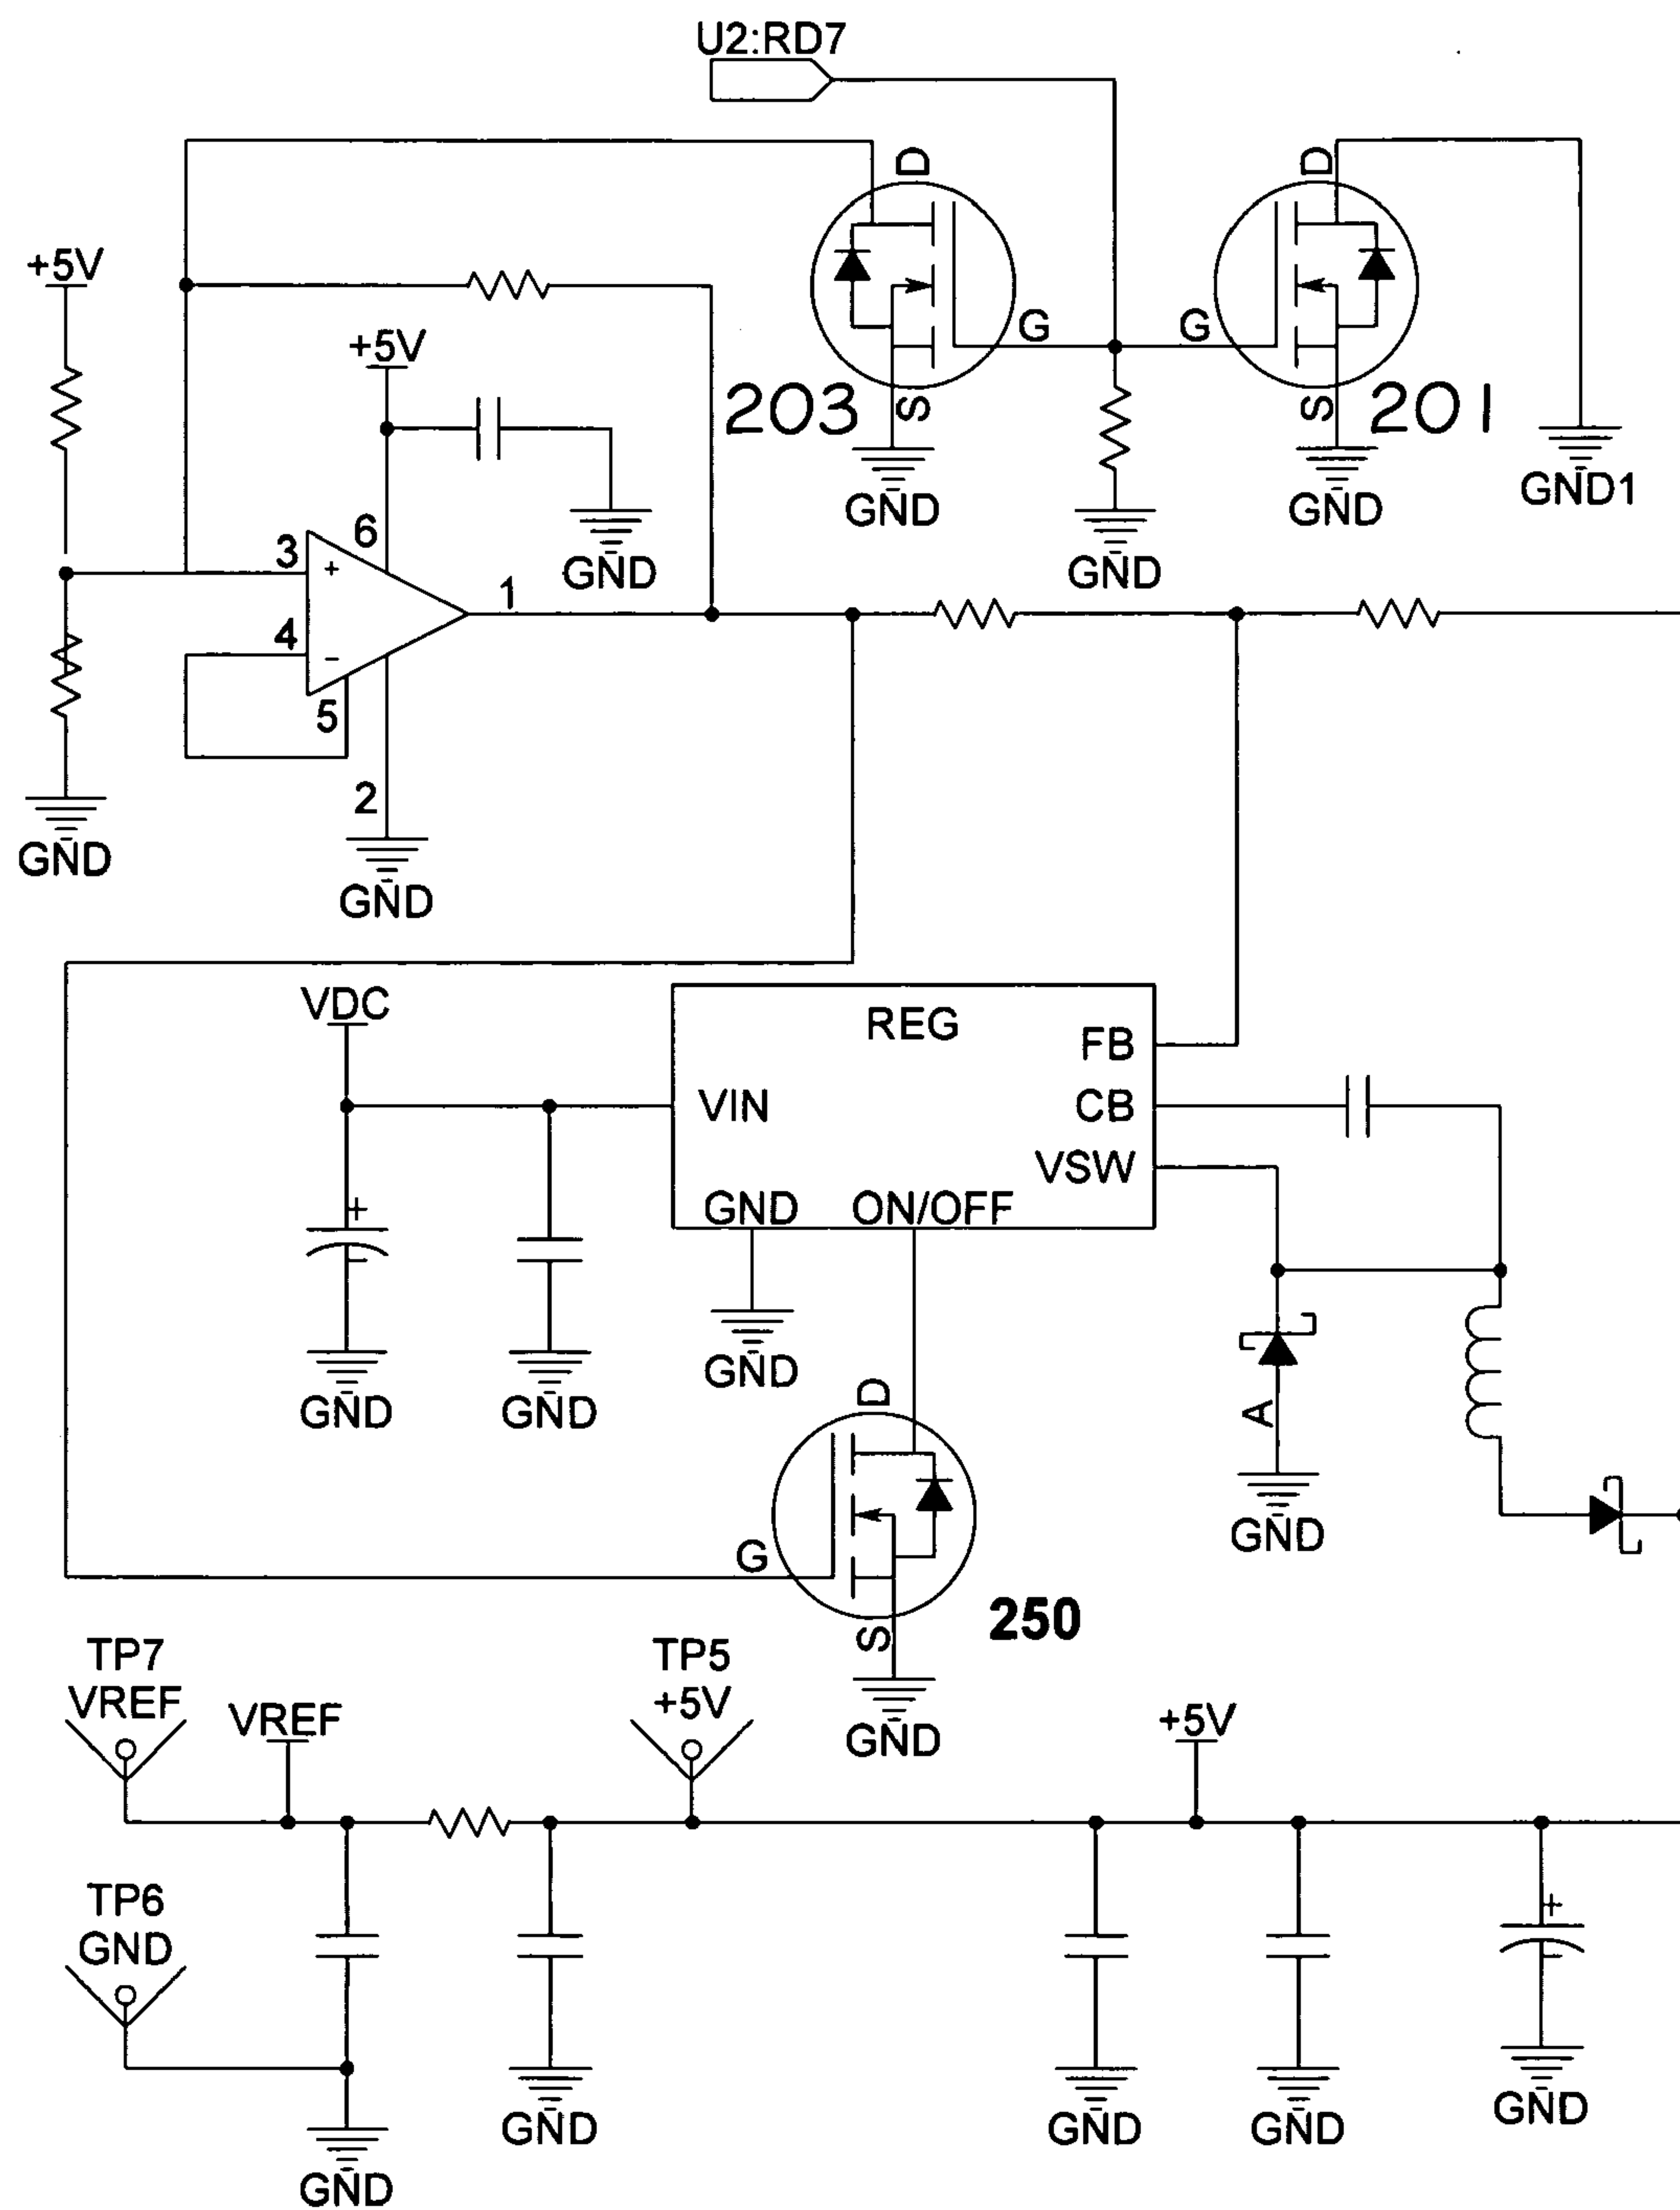 U2:RD7
D
D
+5V
+5V
G
G
203
S
S
201
GND
GND
GND1
6
3
+
GND
GND
1
4
-
5
2
GND
GND
VDC
REG
FB
VIN
CB
VSW
GND
ON/OFF
+
-
GND
GND
GND
D
A
GND
G
250
S
TP7
VREF
VREF
TP5
+5V
GND
+5V
TP6
GND
+
-
GND
GND
GND
GND
GND